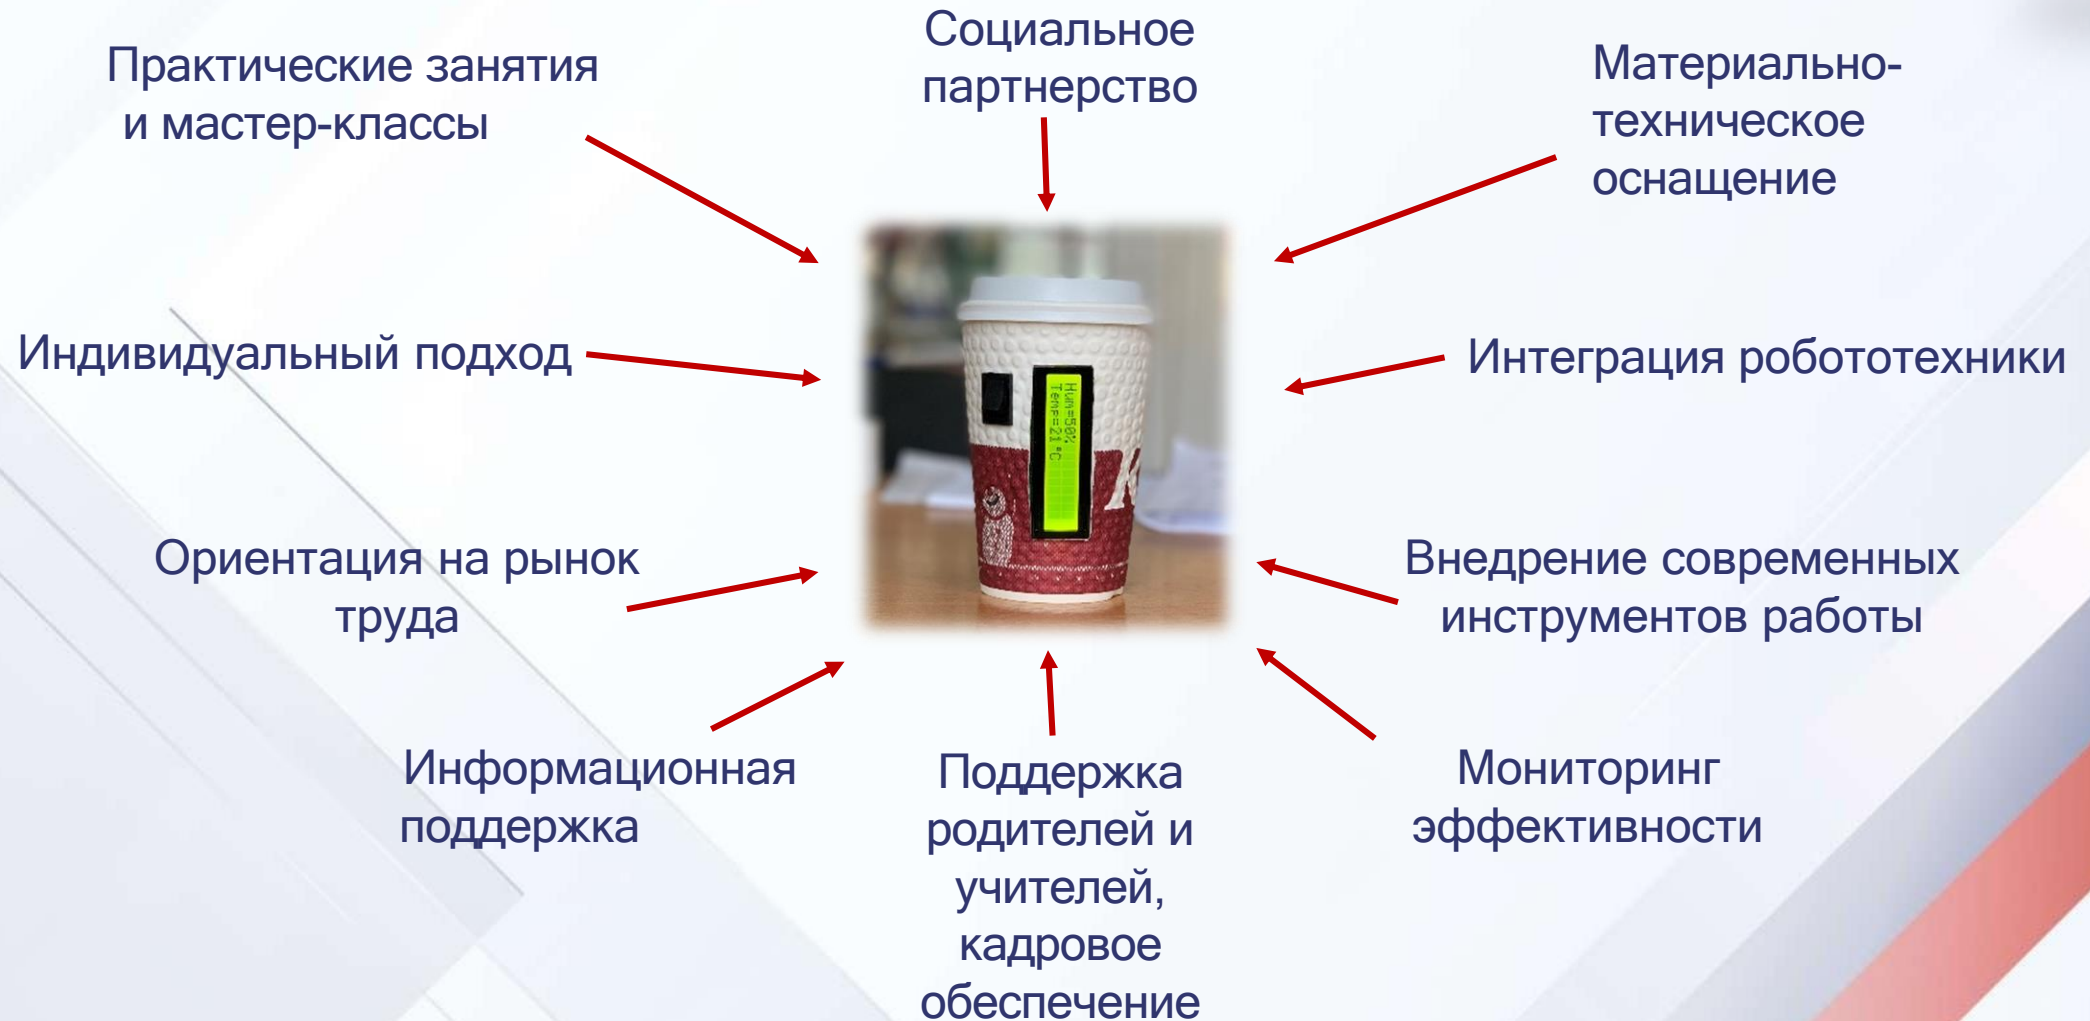 Практические занятия
и мастер-классы
Социальное
партнерство
Материально-
техническое
оснащение
Индивидуальный подход
Hum=50%
Temp=21°C
K
Интеграция робототехники
Ориентация на рынок
труда
Внедрение современных
инструментов работы
Информационная
поддержка
Поддержка
родителей и
учителей,
кадровое
обеспечение
Мониторинг
эффективности